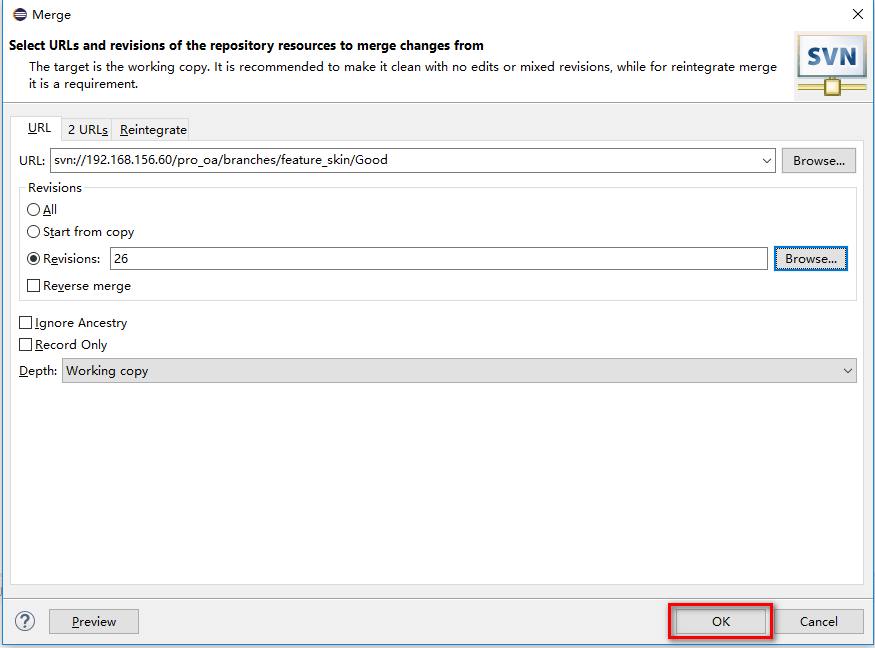 Merge
Select URLs and revisions of the repository resources to merge changes from
The target is the working copy. It is recommended to make it clean with no edits or mixed revisions, while for reintegrate merge
it is a requirement.
SVN
URL 2 URLs Reintegrate
URL: svn://192.168.156.60/pro_oa/branches/feature_skin/Good Browse...
Revisions
All
Start from copy
Revisions: 26 Browse...
Reverse merge
Ignore Ancestry
Record Only
Depth: Working copy
? Preview OK Cancel